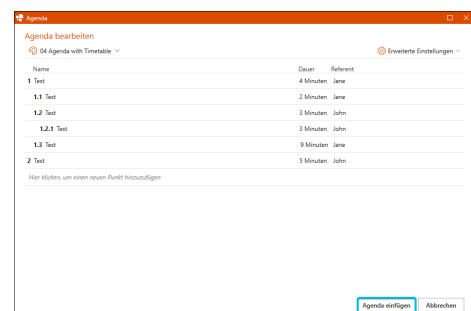 Agenda
Agenda bearbeiten
04 Agenda with Timetable
Erweiterte Einstellungen
Name Dauer Referent
1 Test 4 Minuten Jane
1.1 Test 2 Minuten Jane
1.2 Test 3 Minuten John
1.2.1 Test 3 Minuten John
1.3 Test 9 Minuten Jane
2 Test 5 Minuten John
Hier klicken, um einen neuen Punkt hinzuzufügen
Agenda einfügen Abbrechen